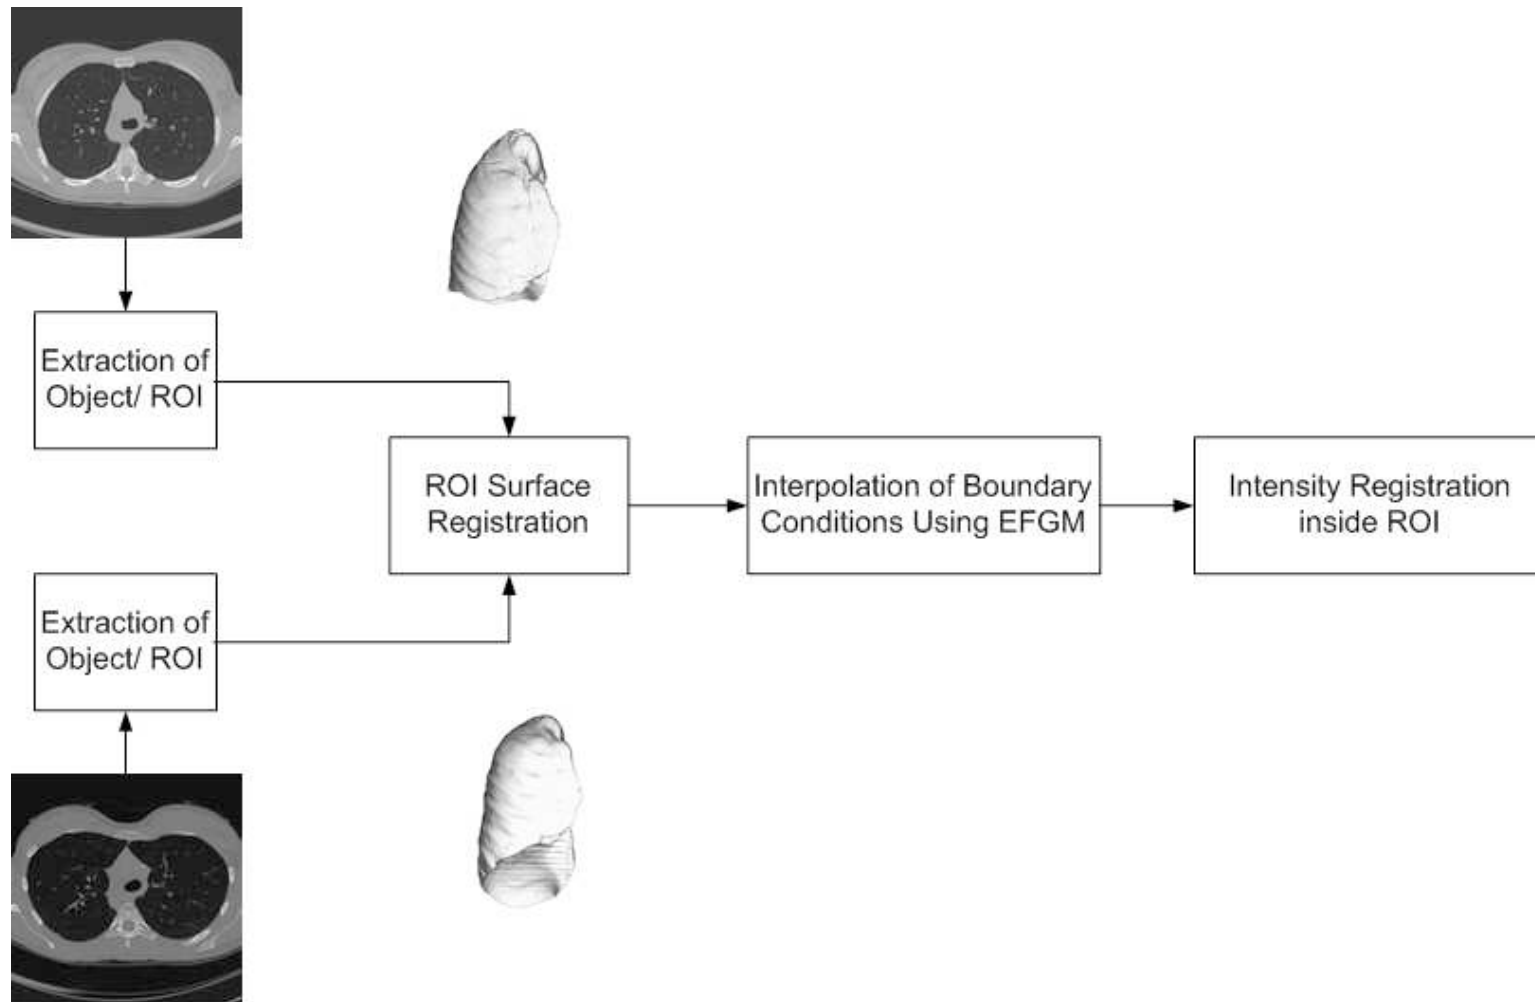 Extraction of
Object/ ROI
ROI Surface
Registration
Interpolation of Boundary
Conditions Using EFGM
Intensity Registration
inside ROI
Extraction of
Object/ ROI